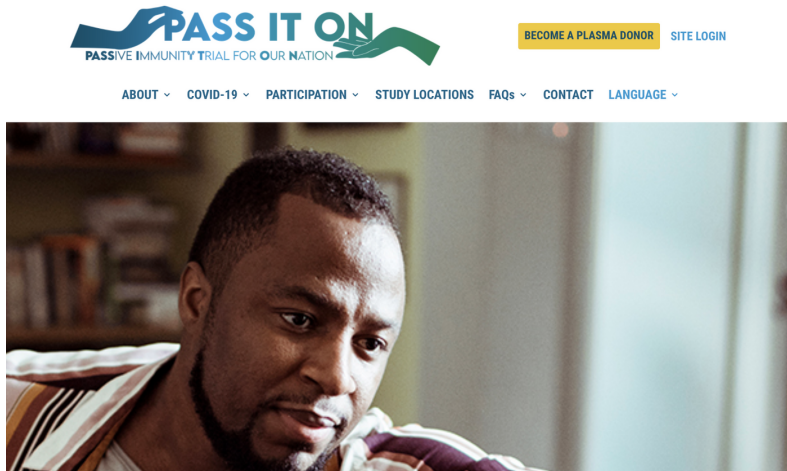 PASS IT ON
PASSIVE IMMUNITY TRIAL FOR OUR NATION
BECOME A PLASMA DONOR
SITE LOGIN
ABOUT
COVID-19
PARTICIPATION
STUDY LOCATIONS
FAQs
CONTACT
LANGUAGE